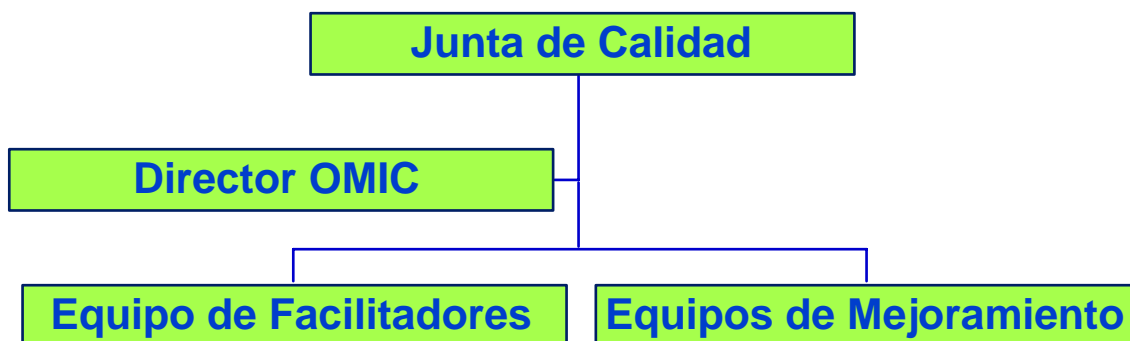 Junta de Calidad
Director OMIC
Equipo de Facilitadores
Equipos de Mejoramiento